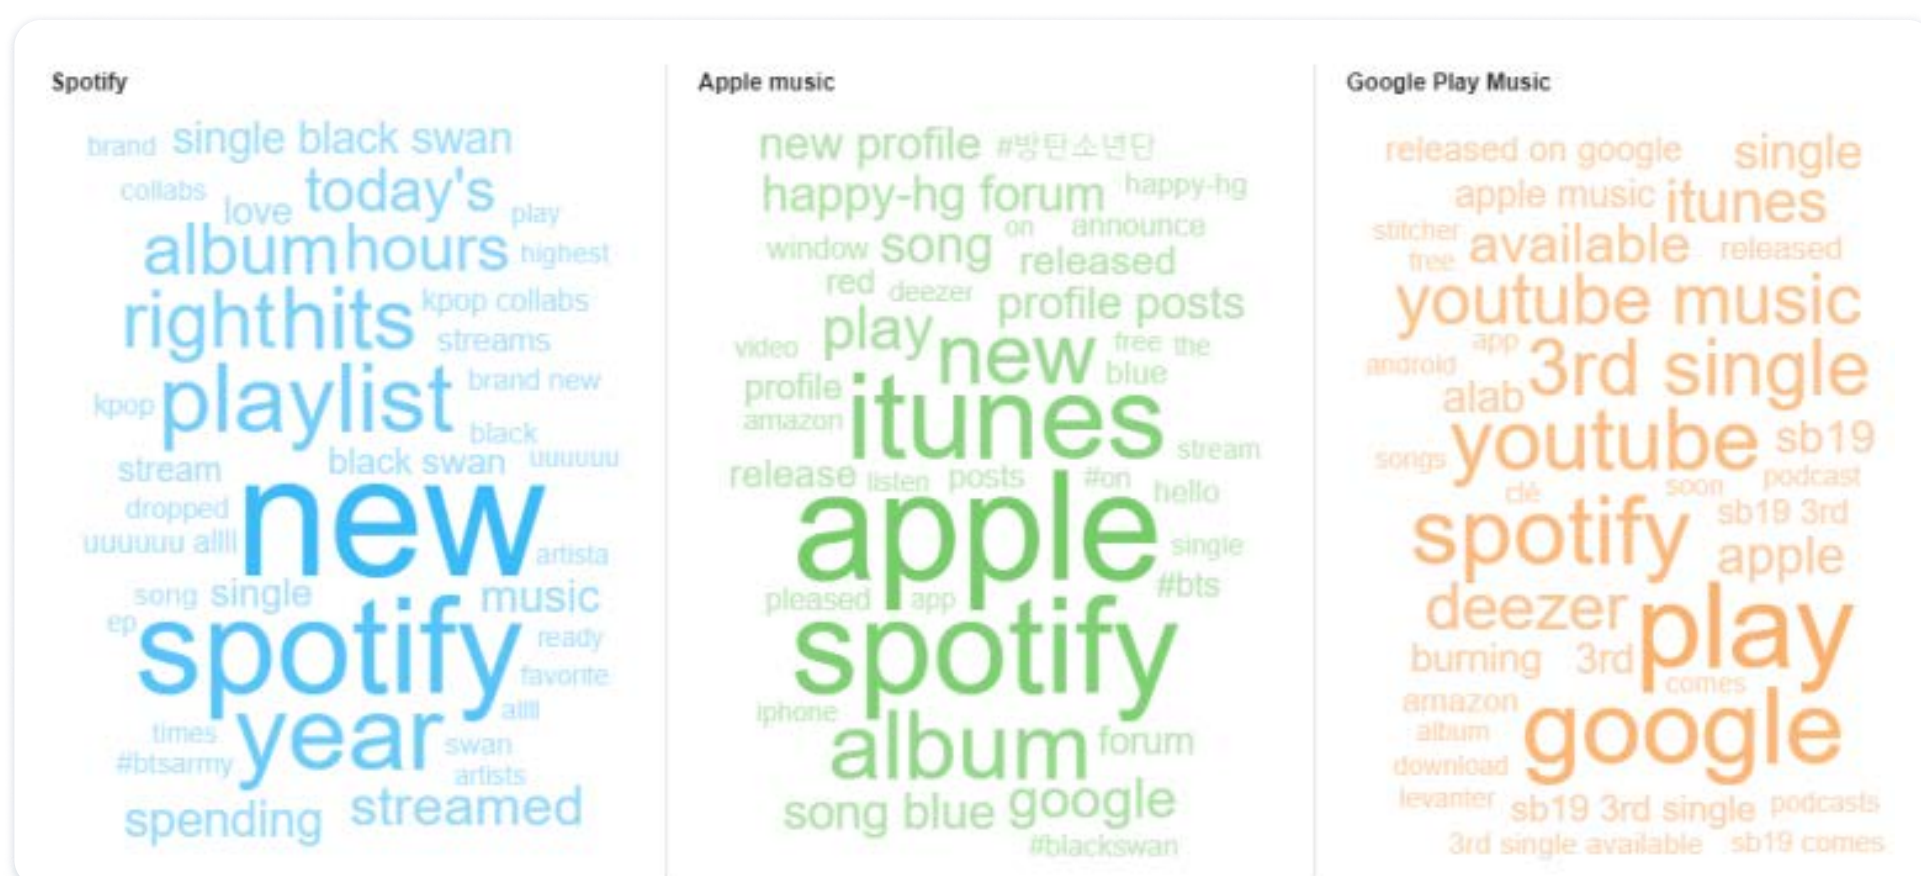 Spotify
brand single black swan
collabs love today's play
album hours highest
right hits kpop collabs
streams
playlist brand new
kpop black
stream black swan uuuuuu
dropped new
uuuuuu allll artista
song single music
ep spotify ready
favorite
allll
times year swan
#btsarmy artists
spending streamed
Apple music
new profile #방탄소년단
happy-hg forum happy-hg
on announce
window song released
red deezer profile posts
play
video new free the
profile blue
amazon itunes stream
release listen posts #on hello
apple single
pleased app #bts
spotify
iphone
album forum
song blue google
#blackswan
Google Play Music
released on google single
apple music itunes
stitcher available released
free
youtube music
app
android 3rd single
alab
youtube sb19
songs podcast
clé soon
spotify sb19 3rd
apple
deezer play
burning 3rd
comes
amazon google
album
download
levanter sb19 3rd single podcasts
3rd single available sb19 comes